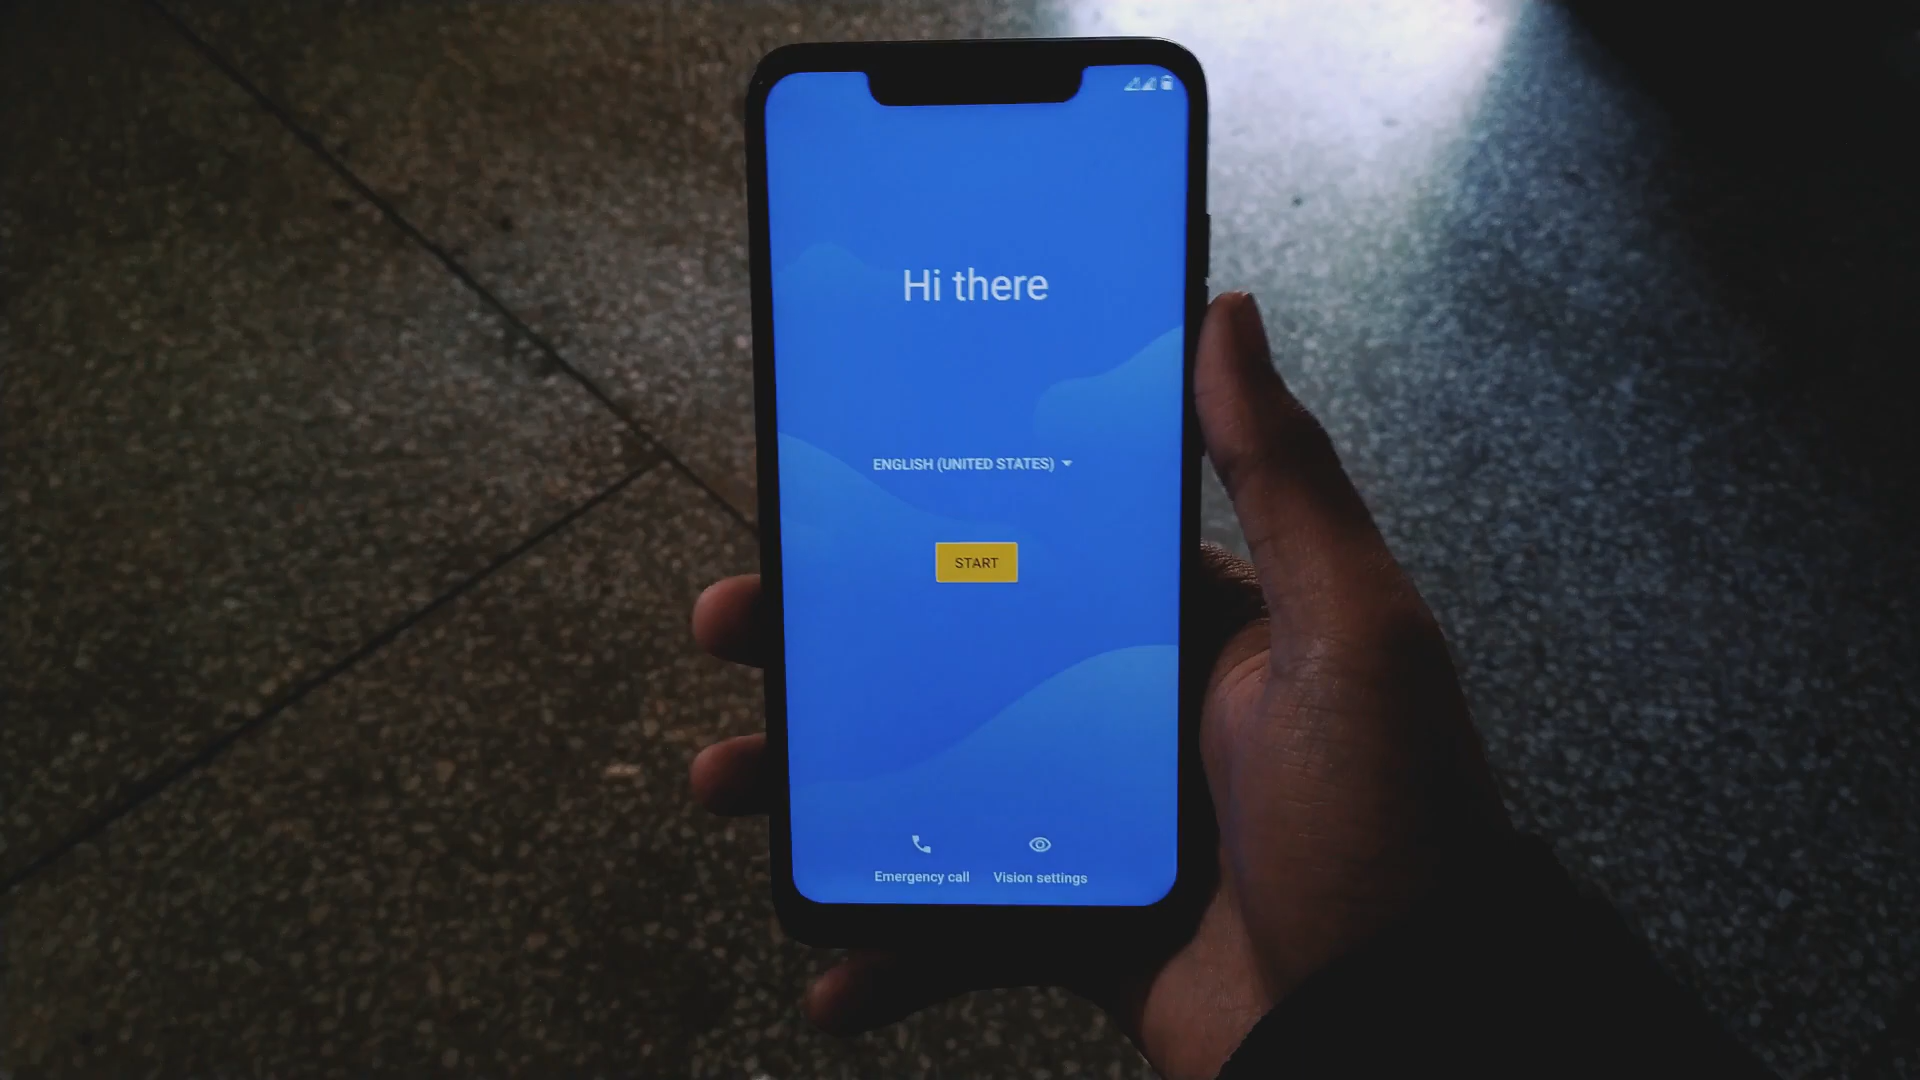 Hi there
ENGLISH (UNITED STATES)
START
Emergency call
Vision settings